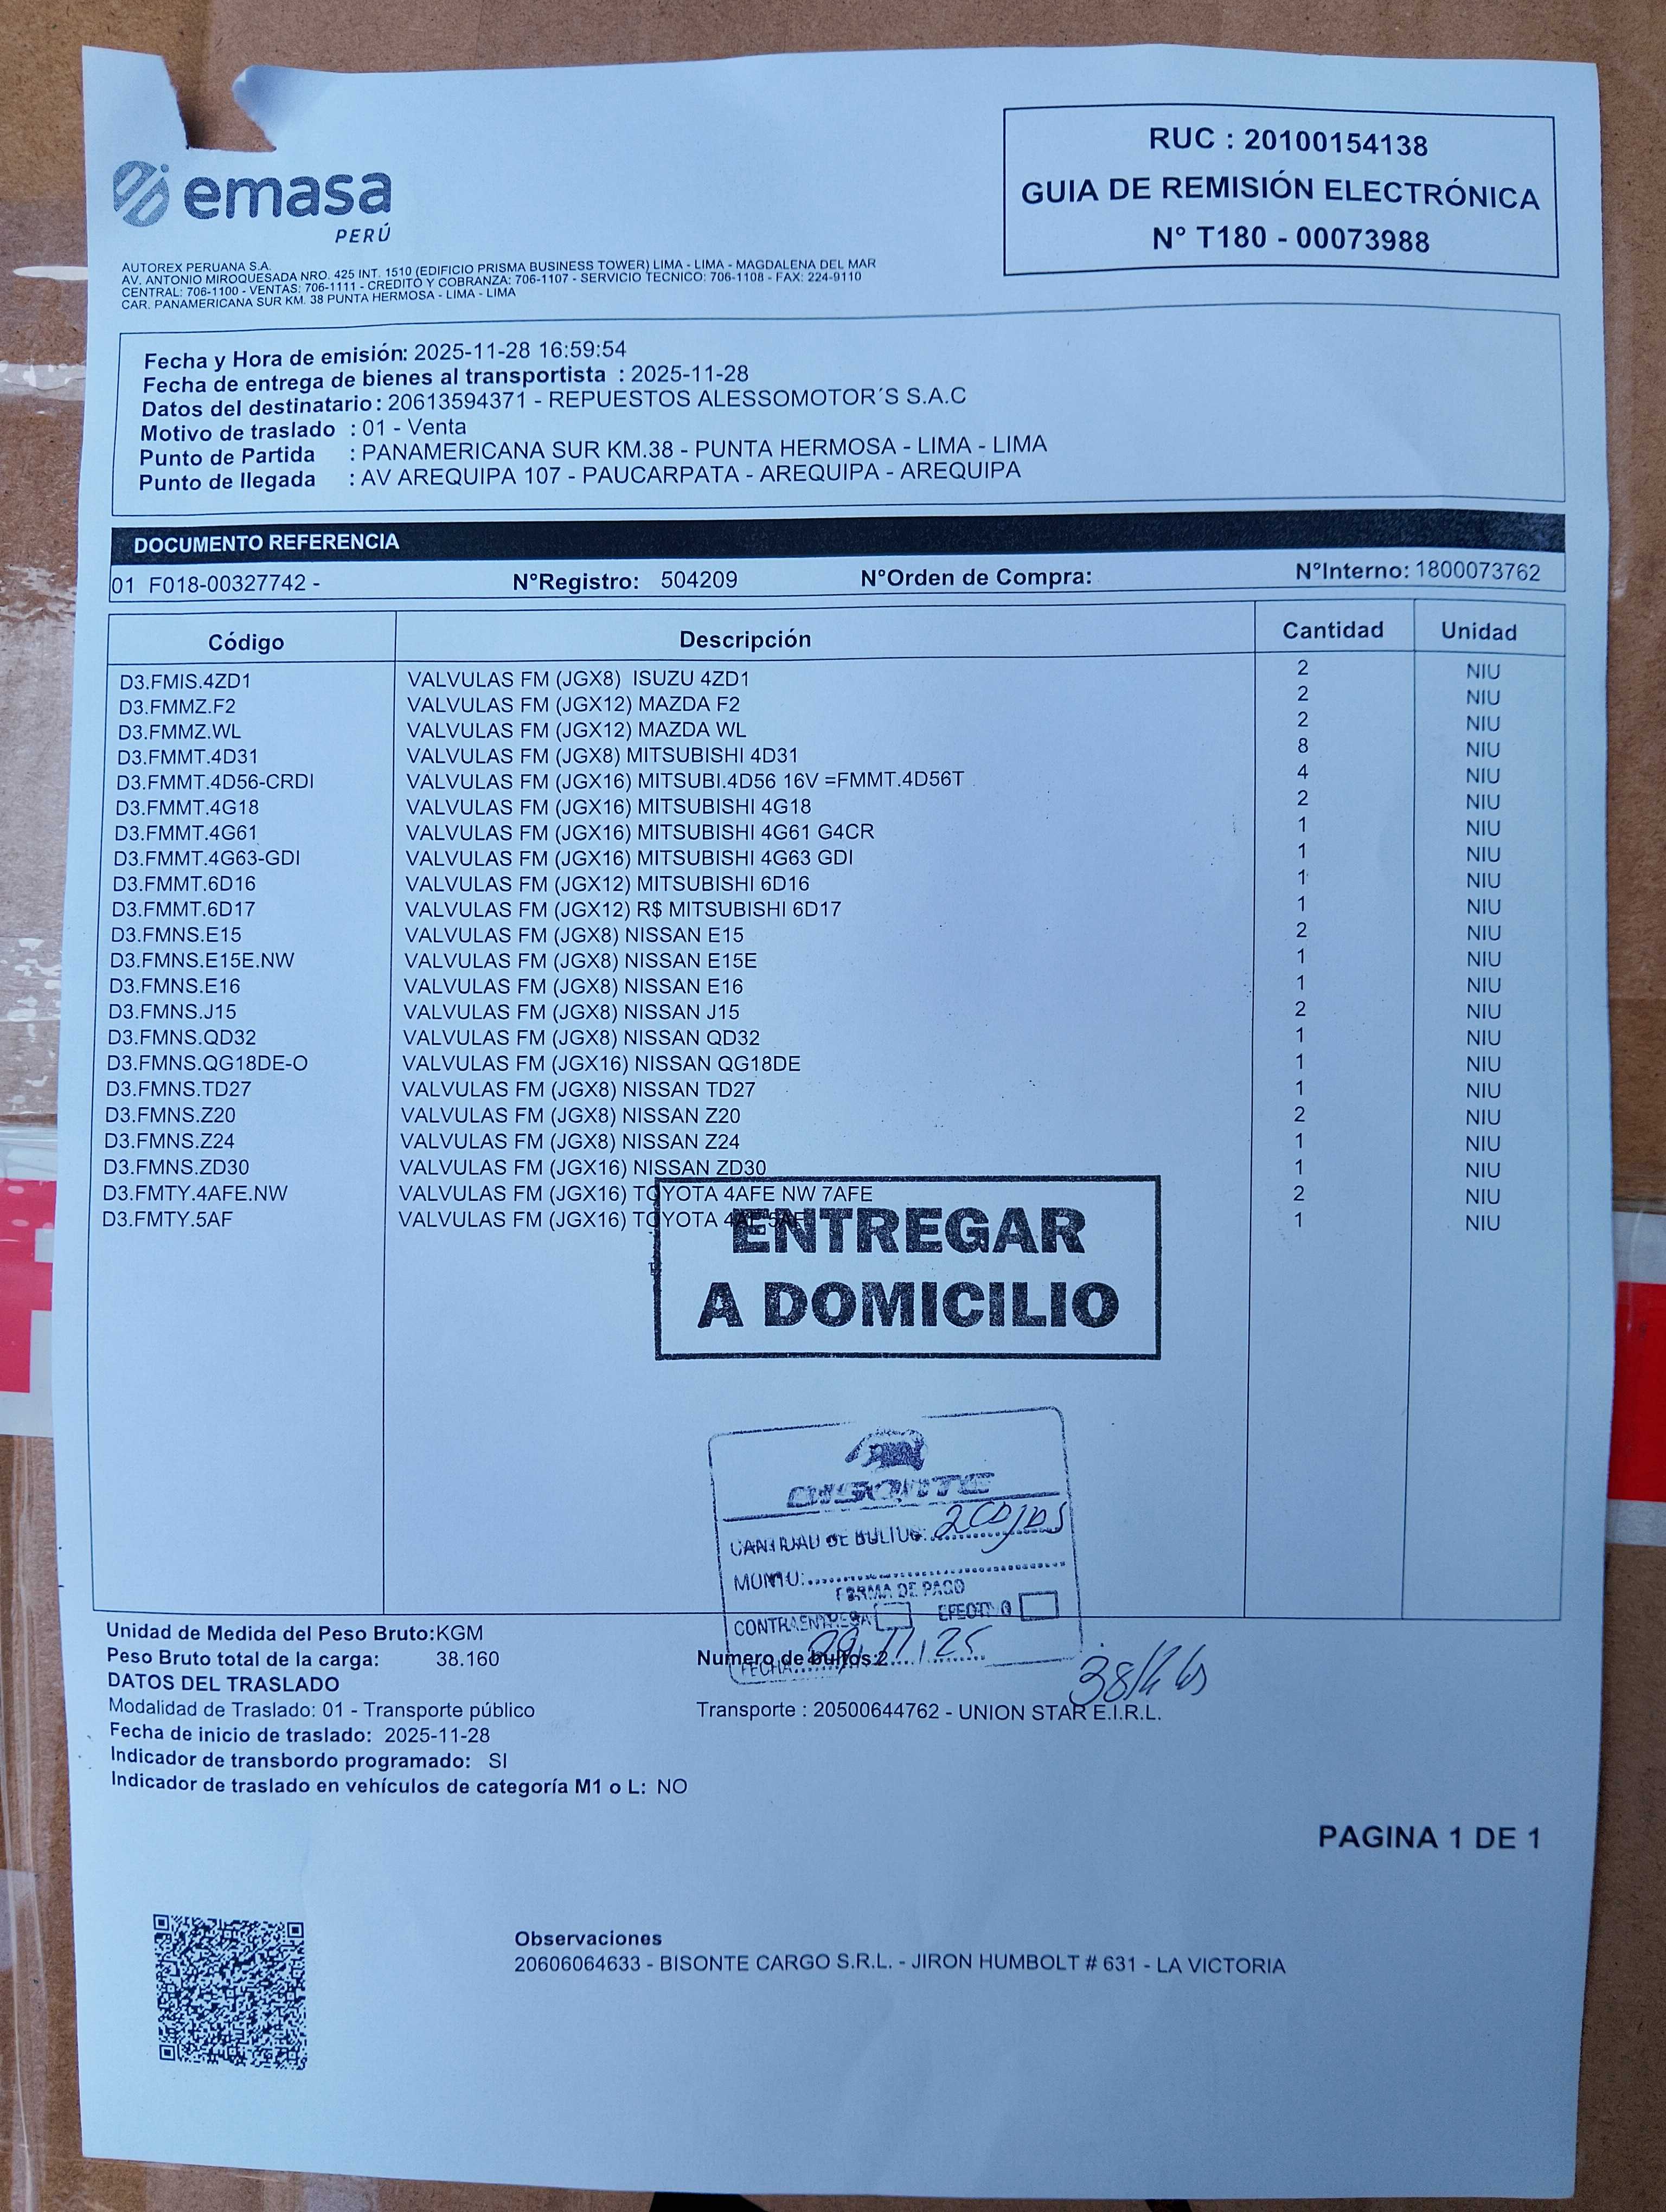 emasa
PERÚ
RUC : 20100154138
GUIA DE REMISIÓN ELECTRÓNICA
N° T180 - 00073988
AUTOREX PERUANA S.A.
AV. ANTONIO MIROQUESADA NRO. 425 INT. 1510 (EDIFICIO PRISMA BUSINESS TOWER) LIMA - LIMA - MAGDALENA DEL MAR
CENTRAL: 706-1100 - VENTAS: 706-1111 - CREDITO Y COBRANZA: 706-1107 - SERVICIO TECNICO: 706-1108 - FAX: 224-9110
CAR. PANAMERICANA SUR KM. 38 PUNTA HERMOSA - LIMA - LIMA
Fecha y Hora de emisión: 2025-11-28 16:59:54
Fecha de entrega de bienes al transportista : 2025-11-28
Datos del destinatario: 20613594371 - REPUESTOS ALESSOMOTOR´S S.A.C
Motivo de traslado : 01 - Venta
Punto de Partida : PANAMERICANA SUR KM.38 - PUNTA HERMOSA - LIMA - LIMA
Punto de llegada : AV AREQUIPA 107 - PAUCARPATA - AREQUIPA - AREQUIPA
DOCUMENTO REFERENCIA
01 F018-00327742 - N°Registro: 504209 N°Orden de Compra: N°Interno: 1800073762
Código Descripción Cantidad Unidad
D3.FMIS.4ZD1 VALVULAS FM (JGX8) ISUZU 4ZD1 2 NIU
D3.FMMZ.F2 VALVULAS FM (JGX12) MAZDA F2 2 NIU
D3.FMMZ.WL VALVULAS FM (JGX12) MAZDA WL 2 NIU
D3.FMMT.4D31 VALVULAS FM (JGX8) MITSUBISHI 4D31 8 NIU
D3.FMMT.4D56-CRDI VALVULAS FM (JGX16) MITSUBI.4D56 16V =FMMT.4D56T 4 NIU
D3.FMMT.4G18 VALVULAS FM (JGX16) MITSUBISHI 4G18 2 NIU
D3.FMMT.4G61 VALVULAS FM (JGX16) MITSUBISHI 4G61 G4CR 1 NIU
D3.FMMT.4G63-GDI VALVULAS FM (JGX16) MITSUBISHI 4G63 GDI 1 NIU
D3.FMMT.6D16 VALVULAS FM (JGX12) MITSUBISHI 6D16 1 NIU
D3.FMMT.6D17 VALVULAS FM (JGX12) R$ MITSUBISHI 6D17 1 NIU
D3.FMNS.E15 VALVULAS FM (JGX8) NISSAN E15 2 NIU
D3.FMNS.E15E.NW VALVULAS FM (JGX8) NISSAN E15E 1 NIU
D3.FMNS.E16 VALVULAS FM (JGX8) NISSAN E16 1 NIU
D3.FMNS.J15 VALVULAS FM (JGX8) NISSAN J15 2 NIU
D3.FMNS.QD32 VALVULAS FM (JGX8) NISSAN QD32 1 NIU
D3.FMNS.QG18DE-O VALVULAS FM (JGX16) NISSAN QG18DE 1 NIU
D3.FMNS.TD27 VALVULAS FM (JGX8) NISSAN TD27 1 NIU
D3.FMNS.Z20 VALVULAS FM (JGX8) NISSAN Z20 2 NIU
D3.FMNS.Z24 VALVULAS FM (JGX8) NISSAN Z24 1 NIU
D3.FMNS.ZD30 VALVULAS FM (JGX16) NISSAN ZD30 1 NIU
D3.FMTY.4AFE.NW VALVULAS FM (JGX16) TOYOTA 4AFE NW 7AFE 2 NIU
D3.FMTY.5AF VALVULAS FM (JGX16) TOYOTA 1 NIU
ENTREGAR
A DOMICILIO
BISONTE
CANTIDAD DE BULTOS: 2 cajas
MONTO:
FORMA DE PAGO
CONTRAENTREGA EFECTIVO
FECHA 29.11.25
Unidad de Medida del Peso Bruto: KGM
Peso Bruto total de la carga: 38.160 Numero de bultos:2
DATOS DEL TRASLADO
Modalidad de Traslado: 01 - Transporte público Transporte : 20500644762 - UNION STAR E.I.R.L.
Fecha de inicio de traslado: 2025-11-28
Indicador de transbordo programado: SI
Indicador de traslado en vehículos de categoría M1 o L: NO
PAGINA 1 DE 1
Observaciones
20606064633 - BISONTE CARGO S.R.L. - JIRON HUMBOLT # 631 - LA VICTORIA